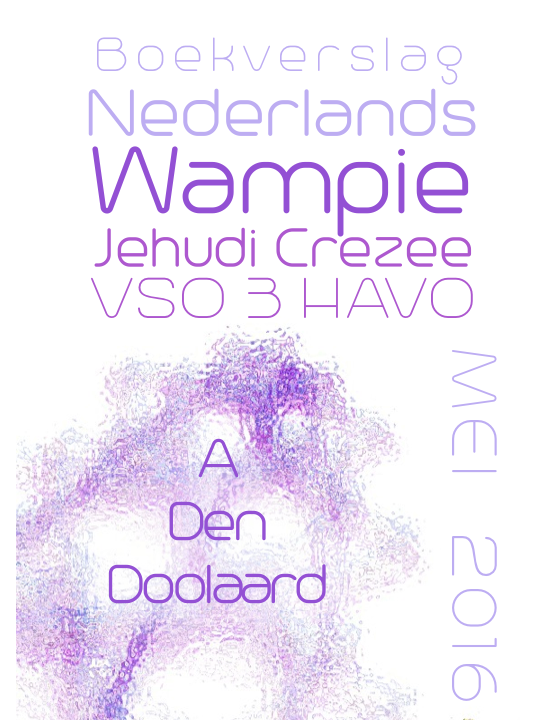 Boekverslag
Nederlands
Wampie
Jehudi Crezee
VSO 3 HAVO
A
Den
Doolaard
MEI 2016